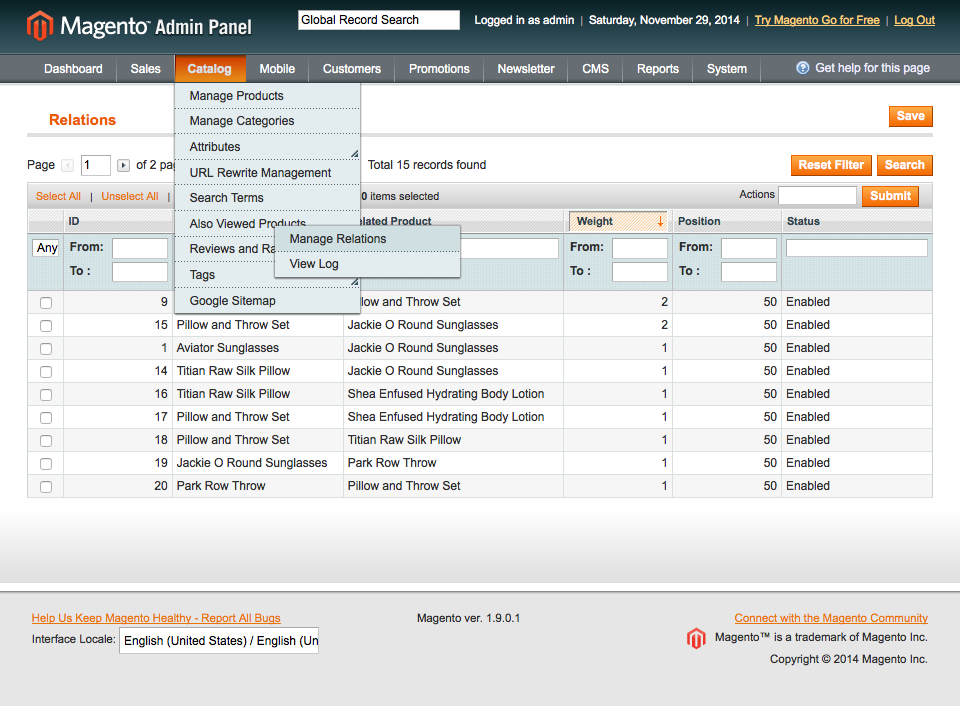 Magento™ Admin Panel
Global Record Search
Logged in as admin | Saturday, November 29, 2014 | Try Magento Go for Free | Log Out
Dashboard Sales Catalog Mobile Customers Promotions Newsletter CMS Reports System Get help for this page
Manage Products
Manage Categories
Attributes
URL Rewrite Management
Search Terms
Also Viewed Products
Reviews and Ra
Tags
Google Sitemap
Manage Relations
View Log
Relations Save
Page 1 of 2 Total 15 records found Reset Filter Search
Select All | Unselect All | 0 items selected Actions Submit
ID Product Weight ↓ Position Status
Any From: From: From:
To : To : To :
9 and Throw Set 2 50 Enabled
15 Pillow and Throw Set Jackie O Round Sunglasses 2 50 Enabled
1 Aviator Sunglasses Jackie O Round Sunglasses 1 50 Enabled
14 Titian Raw Silk Pillow Jackie O Round Sunglasses 1 50 Enabled
16 Titian Raw Silk Pillow Shea Enfused Hydrating Body Lotion 1 50 Enabled
17 Pillow and Throw Set Shea Enfused Hydrating Body Lotion 1 50 Enabled
18 Pillow and Throw Set Titian Raw Silk Pillow 1 50 Enabled
19 Jackie O Round Sunglasses Park Row Throw 1 50 Enabled
20 Park Row Throw Pillow and Throw Set 1 50 Enabled
Help Us Keep Magento Healthy - Report All Bugs Magento ver. 1.9.0.1 Connect with the Magento Community
Interface Locale: English (United States) / English (Un Magento™ is a trademark of Magento Inc.
Copyright © 2014 Magento Inc.